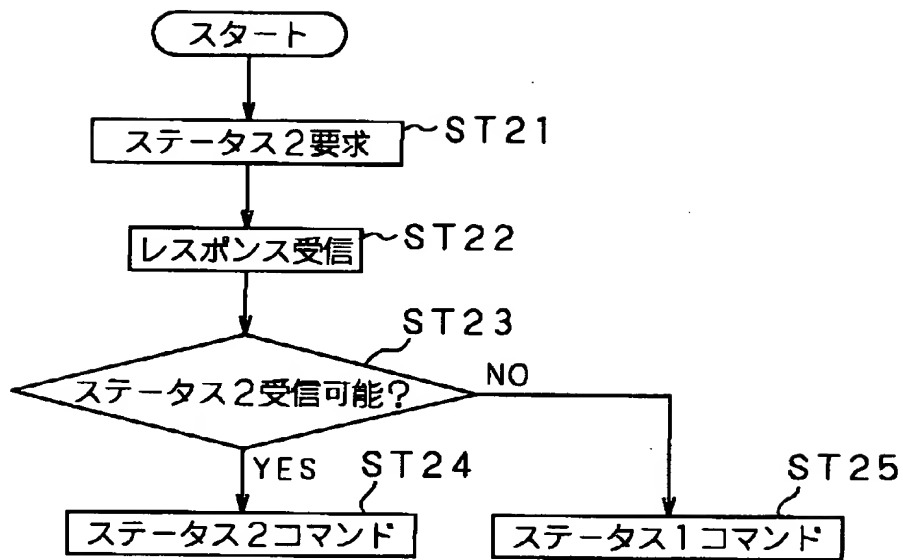 スタート
ステータス2要求
ST21
レスポンス受信
ST22
ST23
ステータス2受信可能?
NO
YES
ST24
ST25
ステータス2コマンド
ステータス1コマンド